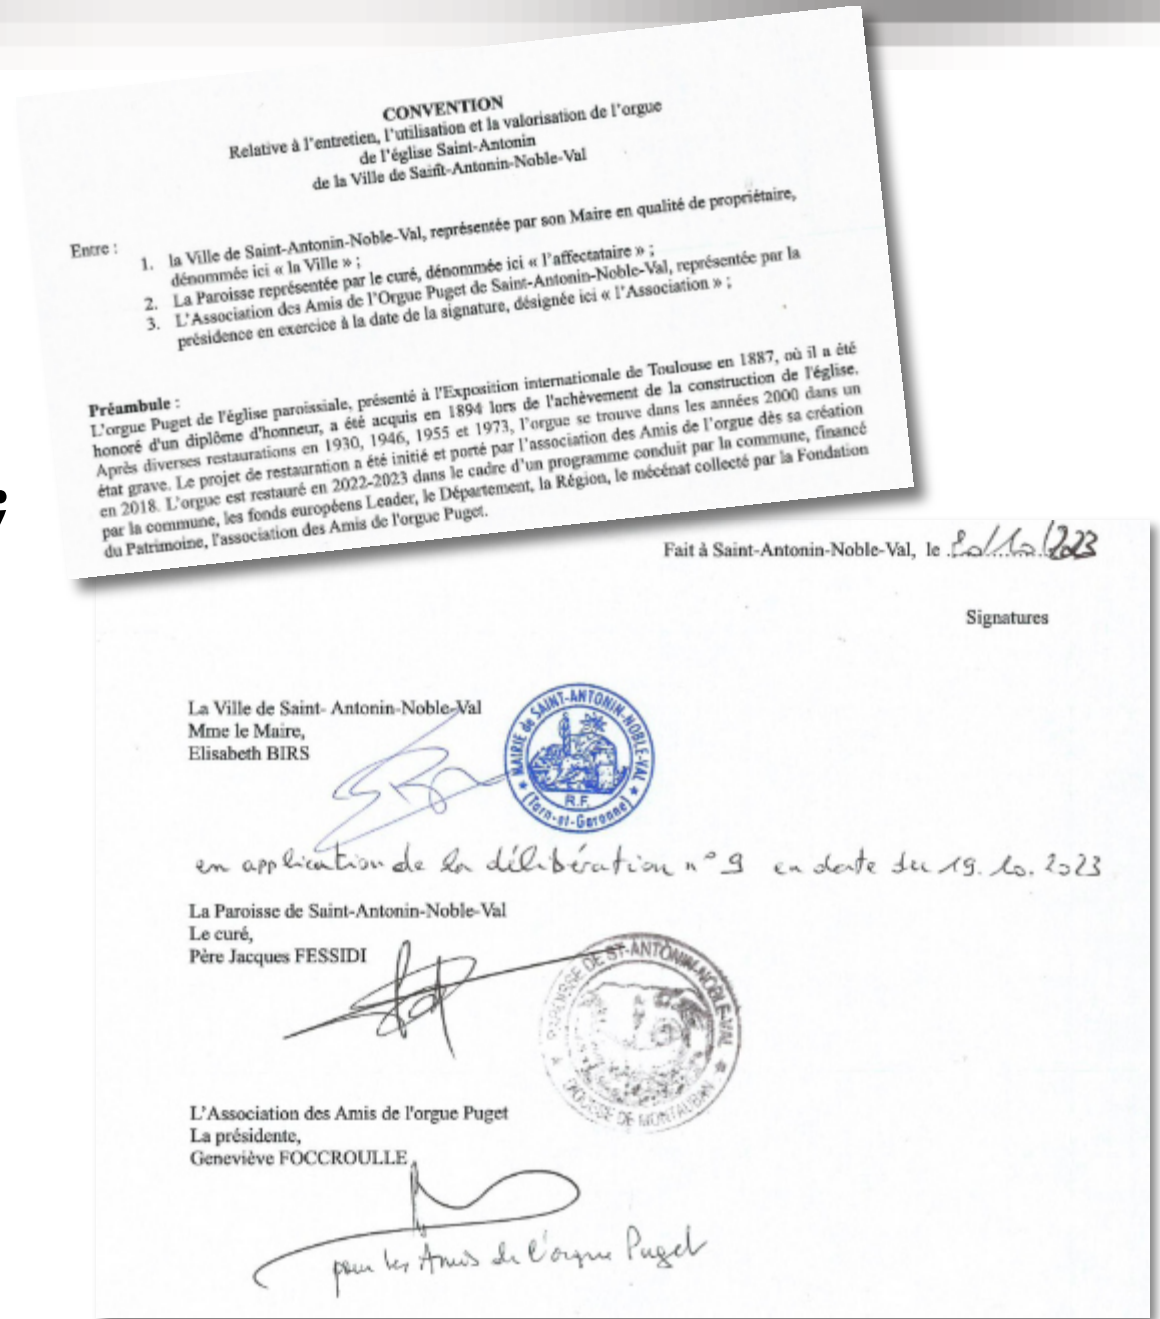 CONVENTION
Relative à l'entretien, l'utilisation et la valorisation de l'orgue
de l'église Saint-Antonin
de la Ville de Saint-Antonin-Noble-Val
Entre :
1. la Ville de Saint-Antonin-Noble-Val, représentée par son Maire en qualité de propriétaire,
dénommée ici « la Ville » ;
2. La Paroisse représentée par le curé, dénommée ici « l'affectataire » ;
3. L'Association des Amis de l'Orgue Puget de Saint-Antonin-Noble-Val, représentée par la
présidence en exercice à la date de la signature, désignée ici « l'Association » ;
Préambule :
L'orgue Puget de l'église paroissiale, présenté à l'Exposition internationale de Toulouse en 1887, où il a été
honoré d'un diplôme d'honneur, a été acquis en 1894 lors de l'achèvement de la construction de l'église.
Après diverses restaurations en 1930, 1946, 1955 et 1973, l'orgue se trouve dans les années 2000 dans un
état grave. Le projet de restauration a été initié et porté par l'association des Amis de l'orgue dès sa création
en 2018. L'orgue est restauré en 2022-2023 dans le cadre d'un programme conduit par la commune, financé
par la commune, les fonds européens Leader, le Département, la Région, le mécénat collecté par la Fondation
du Patrimoine, l'association des Amis de l'orgue Puget.
;
Fait à Saint-Antonin-Noble-Val, le 20/10/2023
Signatures
La Ville de Saint- Antonin-Noble-Val
Mme le Maire,
Elisabeth BIRS
MAIRIE de SAINT-ANTONIN-NOBLE-VAL
R.F.
(Tarn-et-Garonne)
en application de la délibération n° 9 en date du 19.10.2023
La Paroisse de Saint-Antonin-Noble-Val
Le curé,
Père Jacques FESSIDI
PAROISSE DE ST-ANTONIN-NOBLE-VAL
DIOCESE DE MONTAUBAN
L'Association des Amis de l'orgue Puget
La présidente,
Geneviève FOCCROULLE
pour les Amis de l'orgue Puget